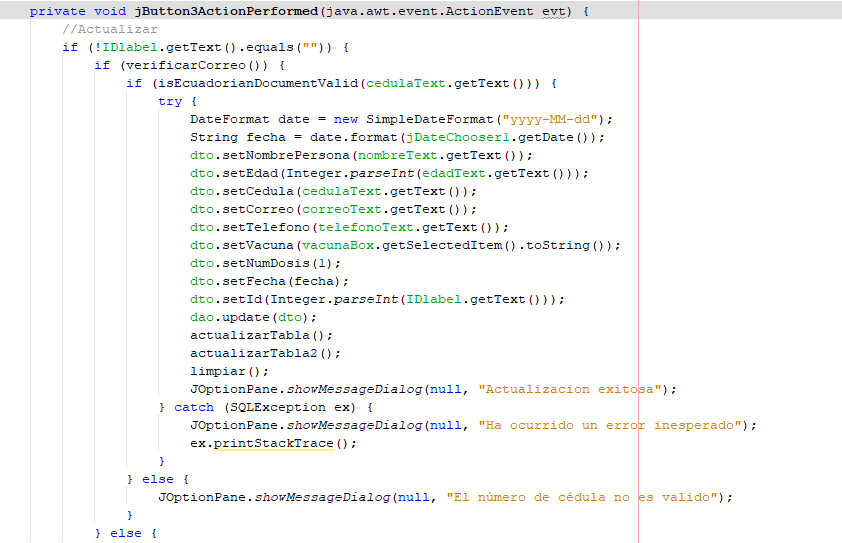 private void jButton3ActionPerformed(java.awt.event.ActionEvent evt) {
//Actualizar
if (!IDlabel.getText().equals("")) {
if (verificarCorreo()) {
if (isEcuadorianDocumentValid(cedulaText.getText())) {
try {
DateFormat date = new SimpleDateFormat("yyyy-MM-dd");
String fecha = date.format(jDateChooser1.getDate());
dto.setNombrePersona(nombreText.getText());
dto.setEdad(Integer.parseInt(edadText.getText()));
dto.setCedula(cedulaText.getText());
dto.setCorreo(correoText.getText());
dto.setTelefono(telefonoText.getText());
dto.setVacuna(vacunaBox.getSelectedItem().toString());
dto.setNumDosis(1);
dto.setFecha(fecha);
dto.setId(Integer.parseInt(IDlabel.getText()));
dao.update(dto);
actualizarTabla();
actualizarTabla2();
limpiar();
JOptionPane.showMessageDialog(null, "Actualizacion exitosa");
} catch (SQLException ex) {
JOptionPane.showMessageDialog(null, "Ha ocurrido un error inesperado");
ex.printStackTrace();
}
} else {
JOptionPane.showMessageDialog(null, "El número de cédula no es valido");
}
} else {